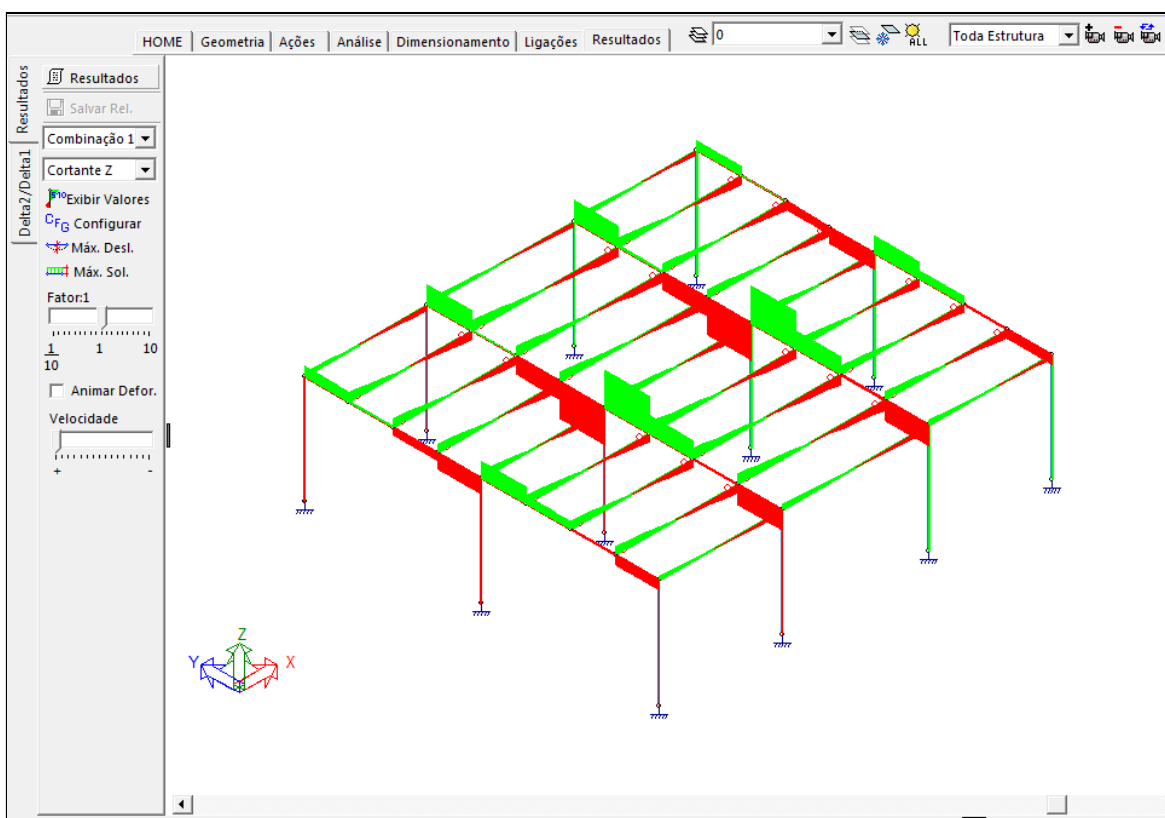 HOME Geometria Ações Análise Dimensionamento Ligações Resultados 0 ALL Toda Estrutura
Resultados
Delta2/Delta1
Resultados
Salvar Rel.
Combinação 1
Cortante Z
Exibir Valores
CFG Configurar
Máx. Desl.
Máx. Sol.
Fator:1
1 1 10
10
Animar Defor.
Velocidade
+ -
Z
Y X